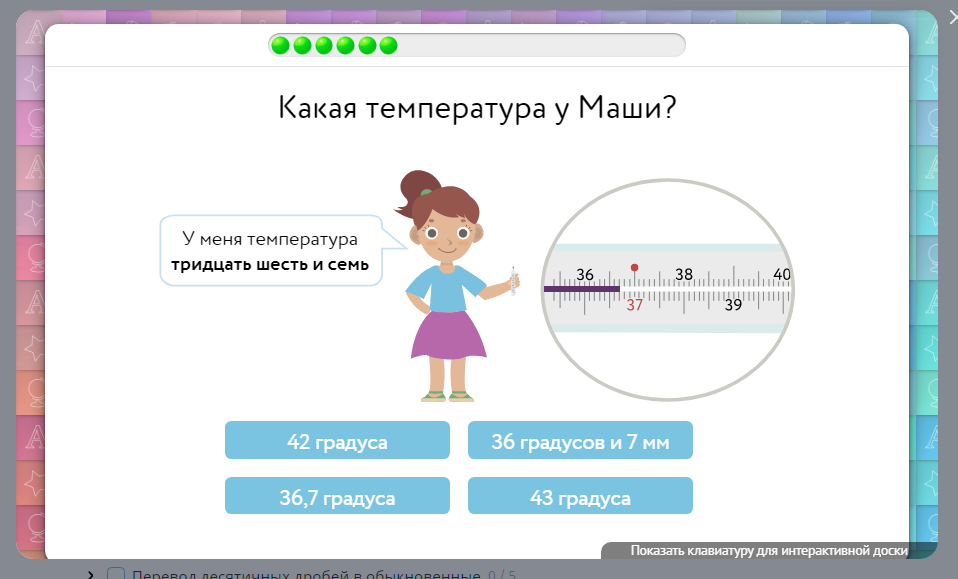 Какая температура у Маши?
У меня температура
тридцать шесть и семь
36 38 40
37 39
42 градуса
36 градусов и 7 мм
36,7 градуса
43 градуса
Показать клавиатуру для интерактивной доски
Перевод десятичных дробей в обыкновенные 0 / 5